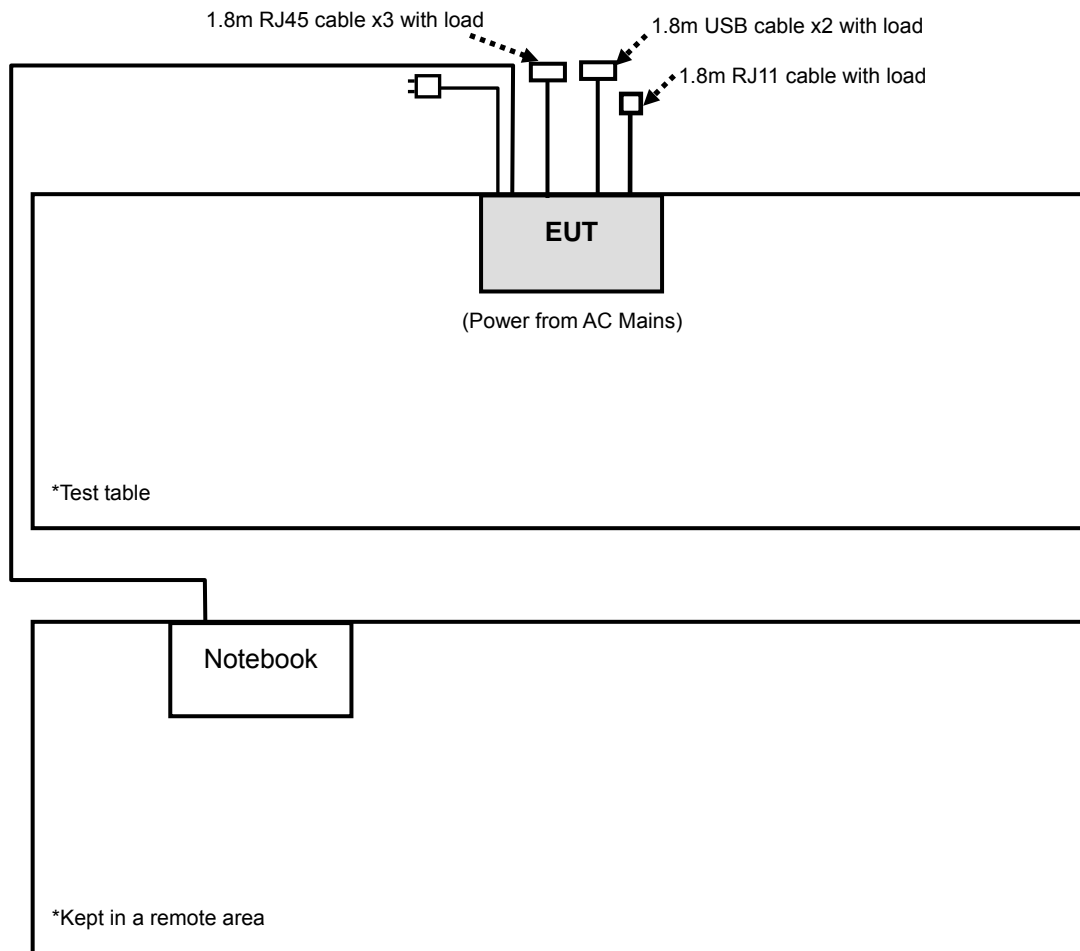 1.8m RJ45 cable x3 with load
1.8m USB cable x2 with load
1.8m RJ11 cable with load
EUT
(Power from AC Mains)
*Test table
Notebook
*Kept in a remote area